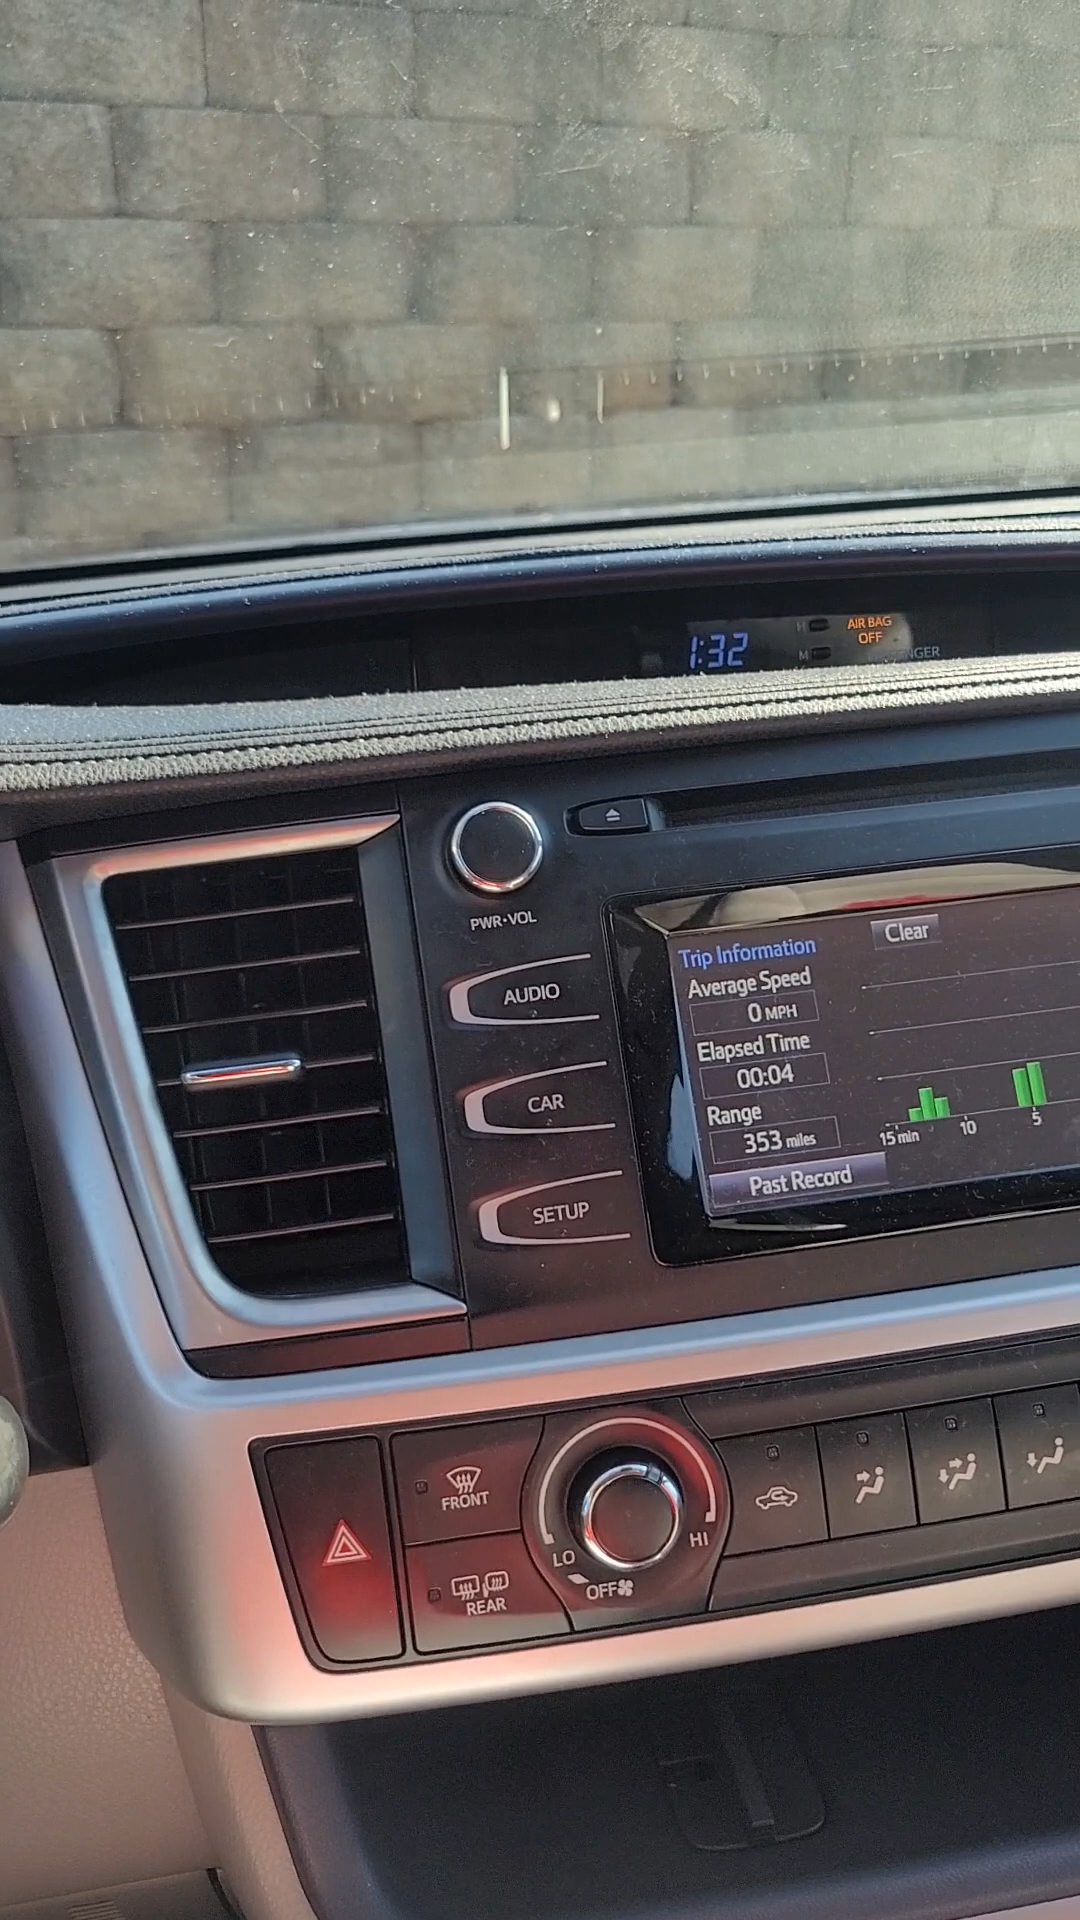 1:32
H
AIR BAG
OFF
M
PWR•VOL
AUDIO
CAR
SETUP
Trip Information
Clear
Average Speed
0 MPH
Elapsed Time
00:04
Range
353 miles
15 min
10
5
Past Record
FRONT
REAR
LO
HI
OFF